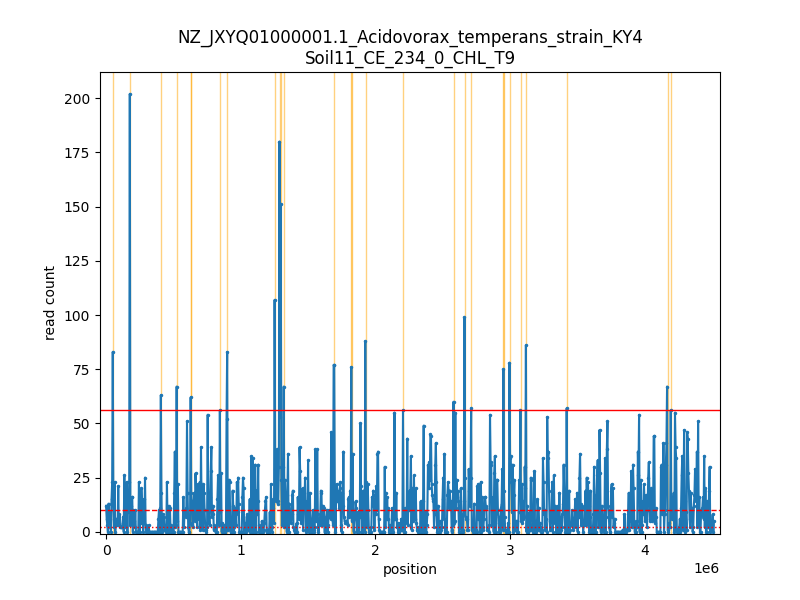 NZ_JXYQ01000001.1_Acidovorax_temperans_strain_KY4
Soil11_CE_234_0_CHL_T9
200
175
150
125
100
75
50
25
0
read count
0
1
2
3
4
1e6
position